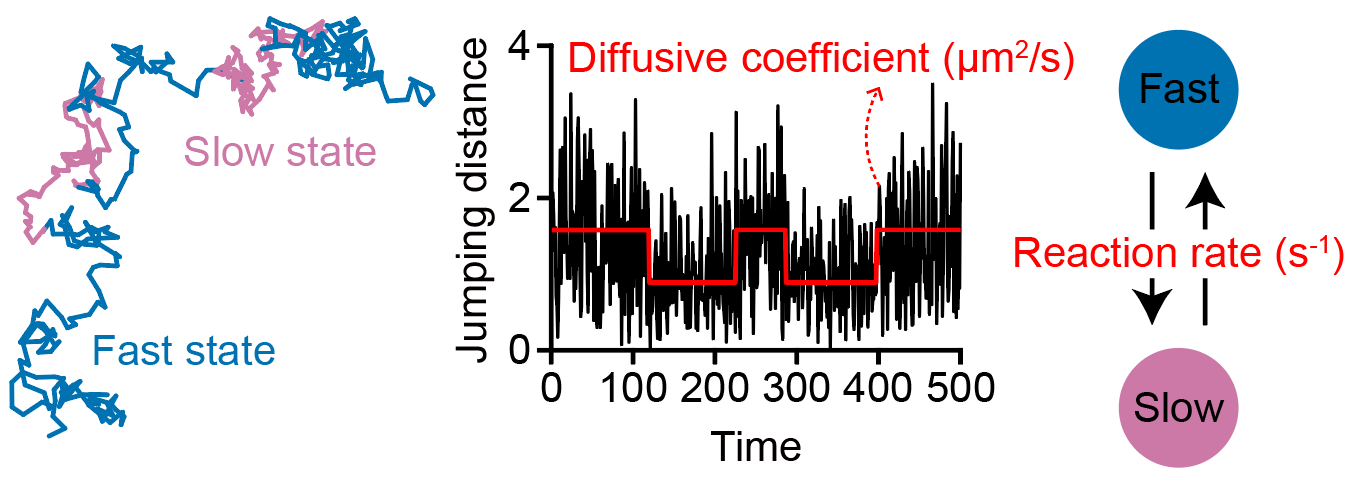 Slow state
Fast state
Jumping distance
4
2
0
Diffusive coefficient (μm²/s)
0 100 200 300 400 500
Time
Fast
Reaction rate (s⁻¹)
Slow